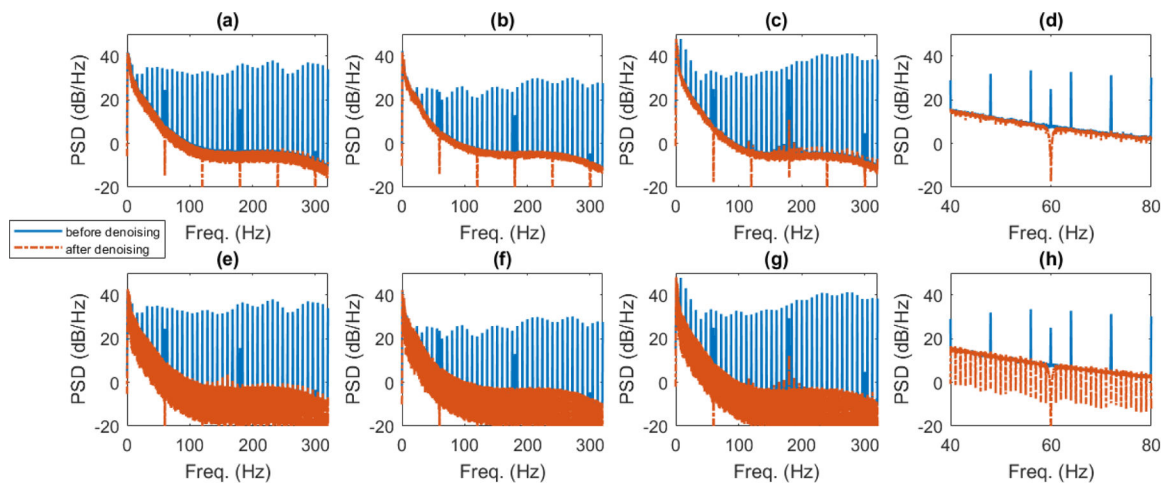 (a)
(b)
(c)
(d)
PSD (dB/Hz)
40
20
0
-20
0 100 200 300
Freq. (Hz)
PSD (dB/Hz)
40
20
0
-20
0 100 200 300
Freq. (Hz)
PSD (dB/Hz)
40
20
0
-20
0 100 200 300
Freq. (Hz)
PSD (dB/Hz)
40
20
0
-20
40 60 80
Freq. (Hz)
before denoising
after denoising
(e)
(f)
(g)
(h)
PSD (dB/Hz)
40
20
0
-20
0 100 200 300
Freq. (Hz)
PSD (dB/Hz)
40
20
0
-20
0 100 200 300
Freq. (Hz)
PSD (dB/Hz)
40
20
0
-20
0 100 200 300
Freq. (Hz)
PSD (dB/Hz)
40
20
0
-20
40 60 80
Freq. (Hz)